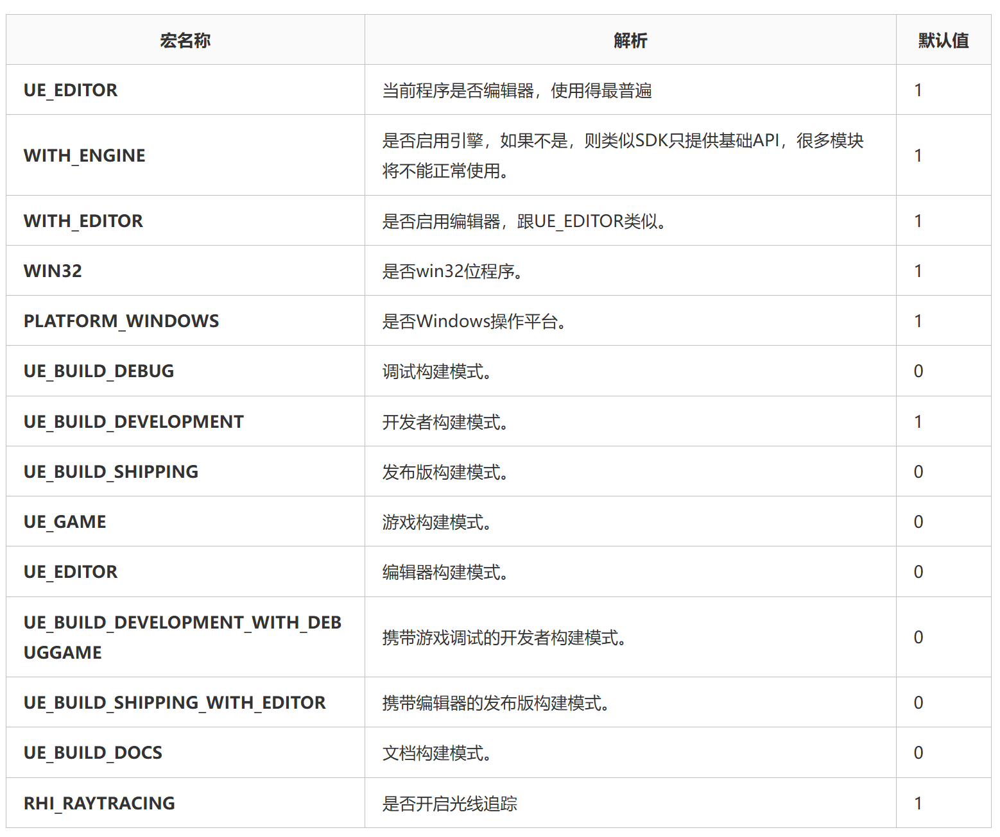 宏名称 解析 默认值
UE_EDITOR 当前程序是否编辑器，使用得最普遍 1
WITH_ENGINE 是否启用引擎，如果不是，则类似SDK只提供基础API，很多模块
将不能正常使用。 1
WITH_EDITOR 是否启用编辑器，跟UE_EDITOR类似。 1
WIN32 是否win32位程序。 1
PLATFORM_WINDOWS 是否Windows操作平台。 1
UE_BUILD_DEBUG 调试构建模式。 0
UE_BUILD_DEVELOPMENT 开发者构建模式。 1
UE_BUILD_SHIPPING 发布版构建模式。 0
UE_GAME 游戏构建模式。 0
UE_EDITOR 编辑器构建模式。 0
UE_BUILD_DEVELOPMENT_WITH_DEB
UGGAME 携带游戏调试的开发者构建模式。 0
UE_BUILD_SHIPPING_WITH_EDITOR 携带编辑器的发布版构建模式。 0
UE_BUILD_DOCS 文档构建模式。 0
RHI_RAYTRACING 是否开启光线追踪 1